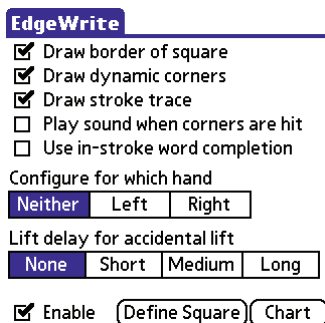 EdgeWrite
Draw border of square
Draw dynamic corners
Draw stroke trace
Play sound when corners are hit
Use in-stroke word completion
Configure for which hand
Neither Left Right
Lift delay for accidental lift
None Short Medium Long
Enable Define Square Chart